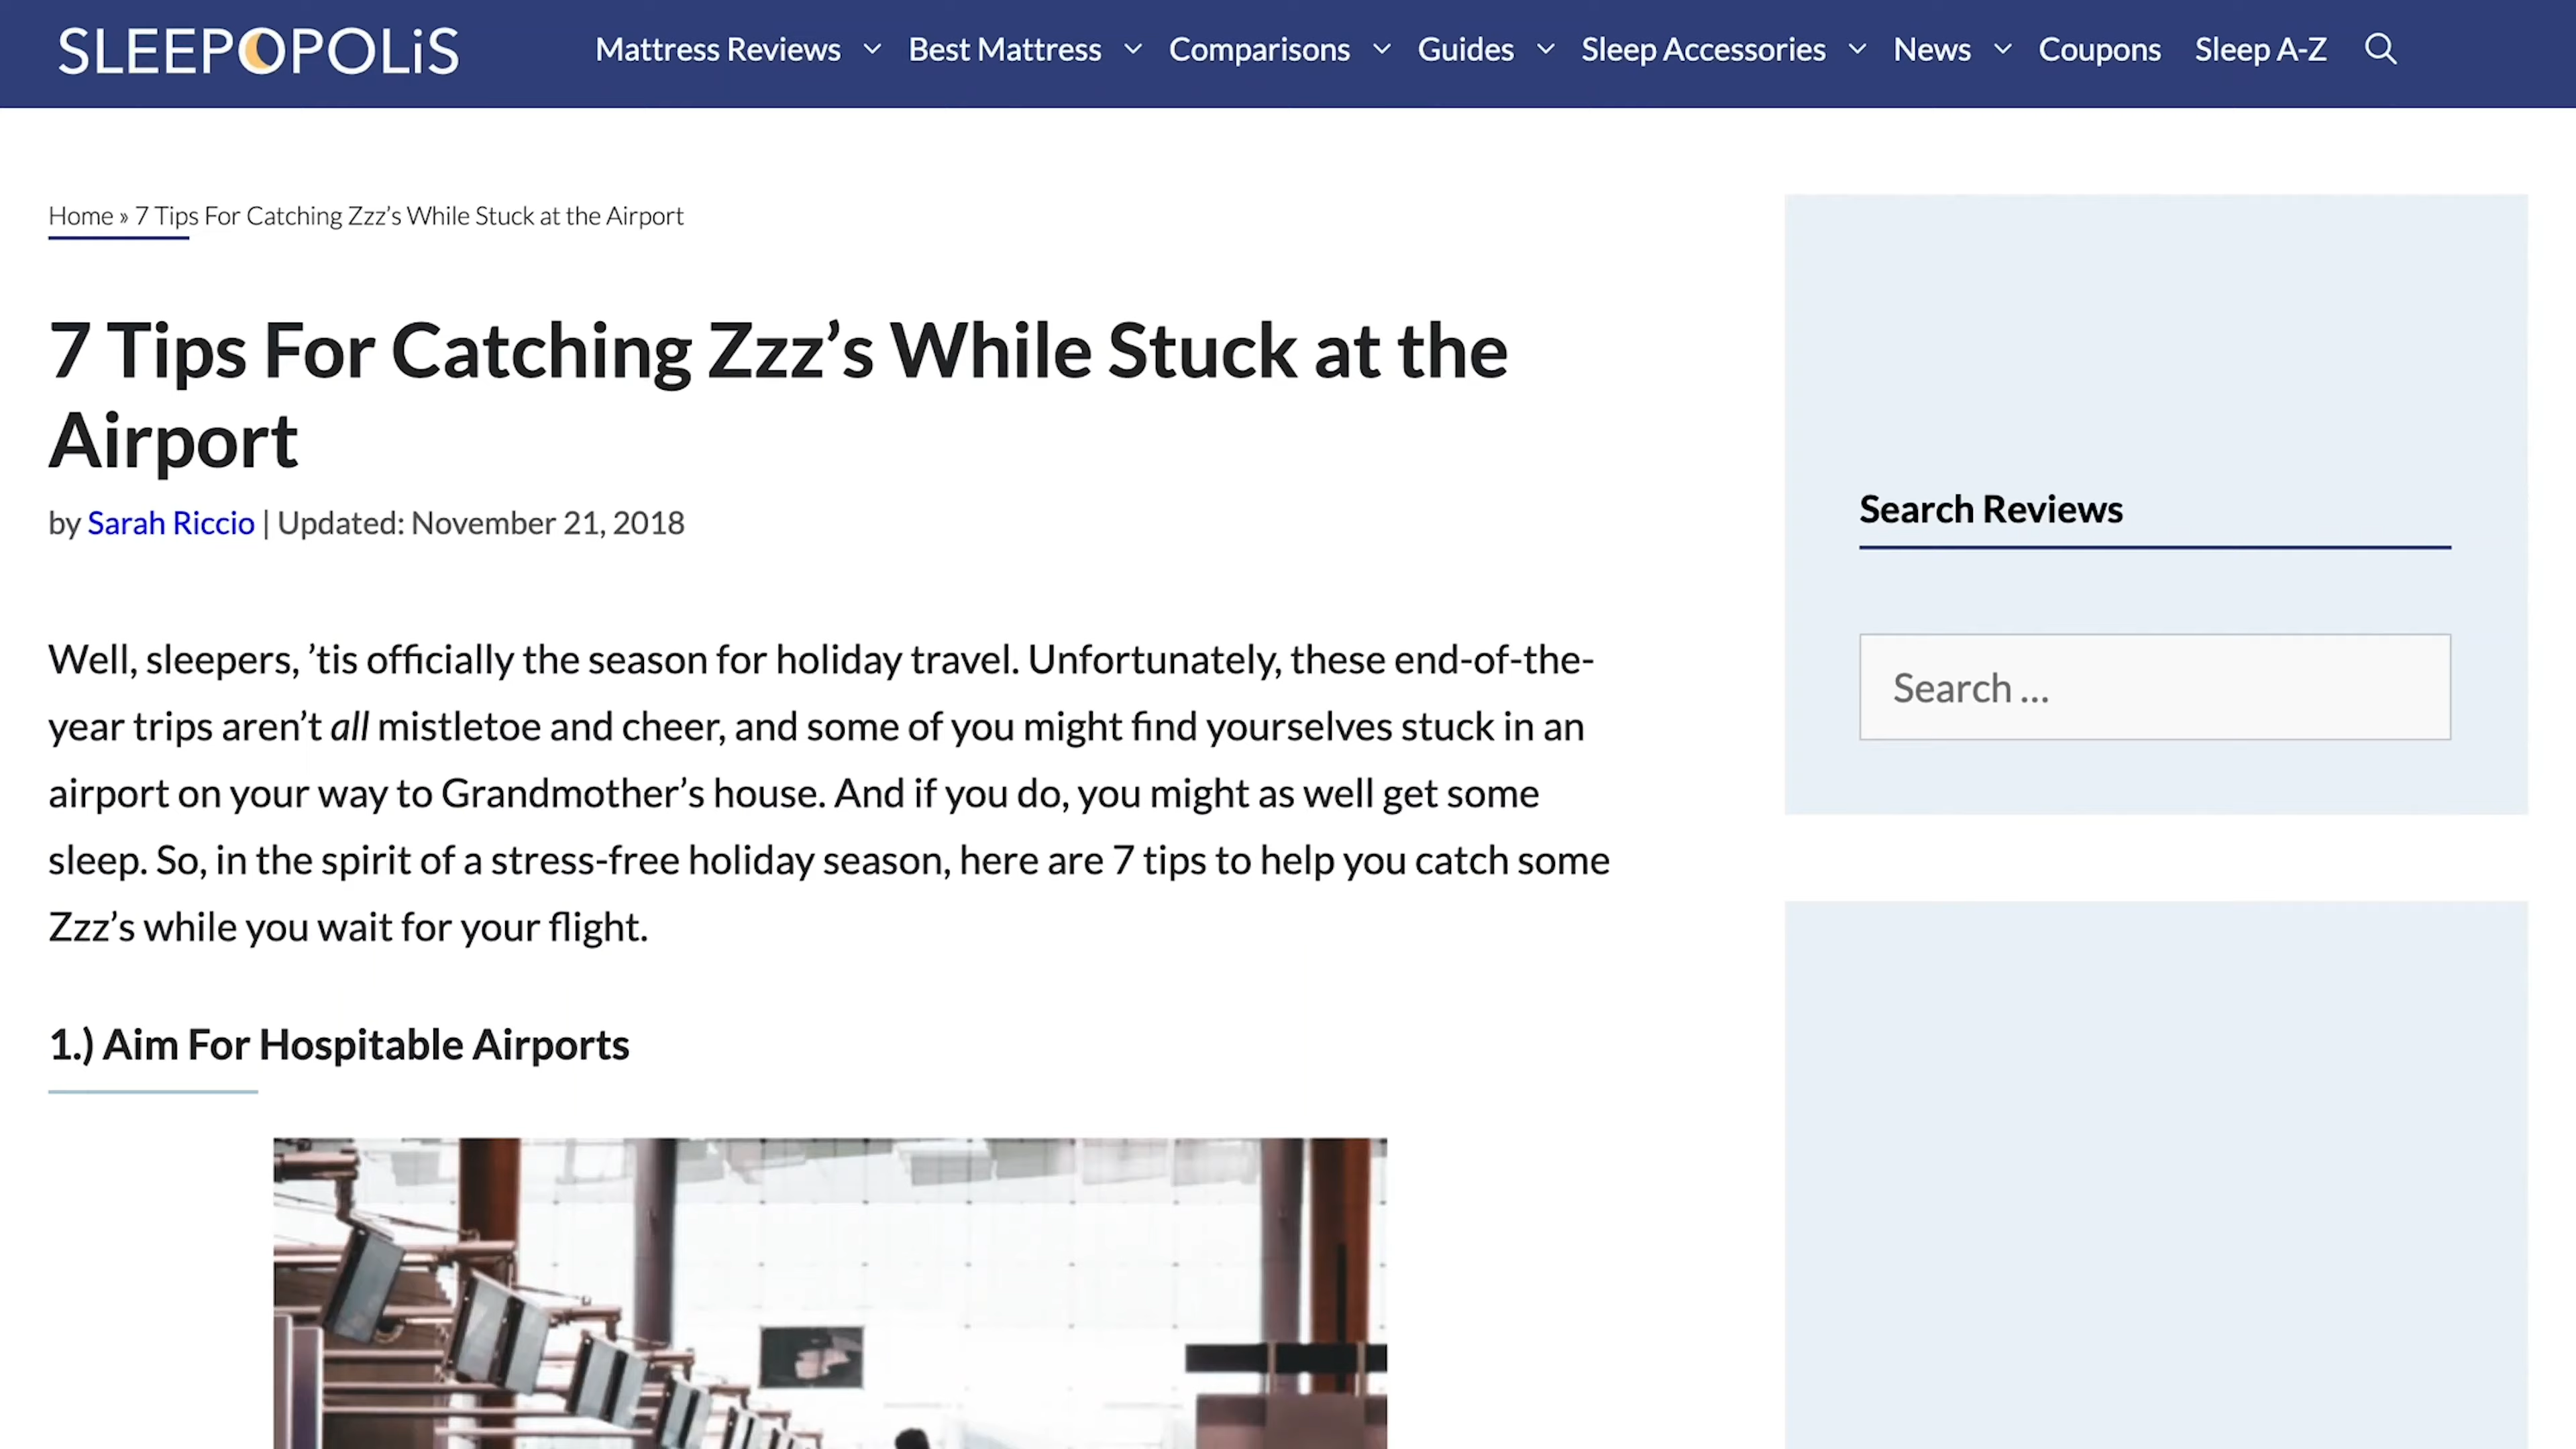 SLEEPOPOLiS
Mattress Reviews Best Mattress Comparisons Guides Sleep Accessories News Coupons Sleep A-Z
Home » 7 Tips For Catching Zzz’s While Stuck at the Airport
7 Tips For Catching Zzz’s While Stuck at the
Airport
by Sarah Riccio | Updated: November 21, 2018
Well, sleepers, ’tis officially the season for holiday travel. Unfortunately, these end-of-the-
year trips aren’t all mistletoe and cheer, and some of you might find yourselves stuck in an
airport on your way to Grandmother’s house. And if you do, you might as well get some
sleep. So, in the spirit of a stress-free holiday season, here are 7 tips to help you catch some
Zzz’s while you wait for your flight.
1.) Aim For Hospitable Airports
Search Reviews
Search ...